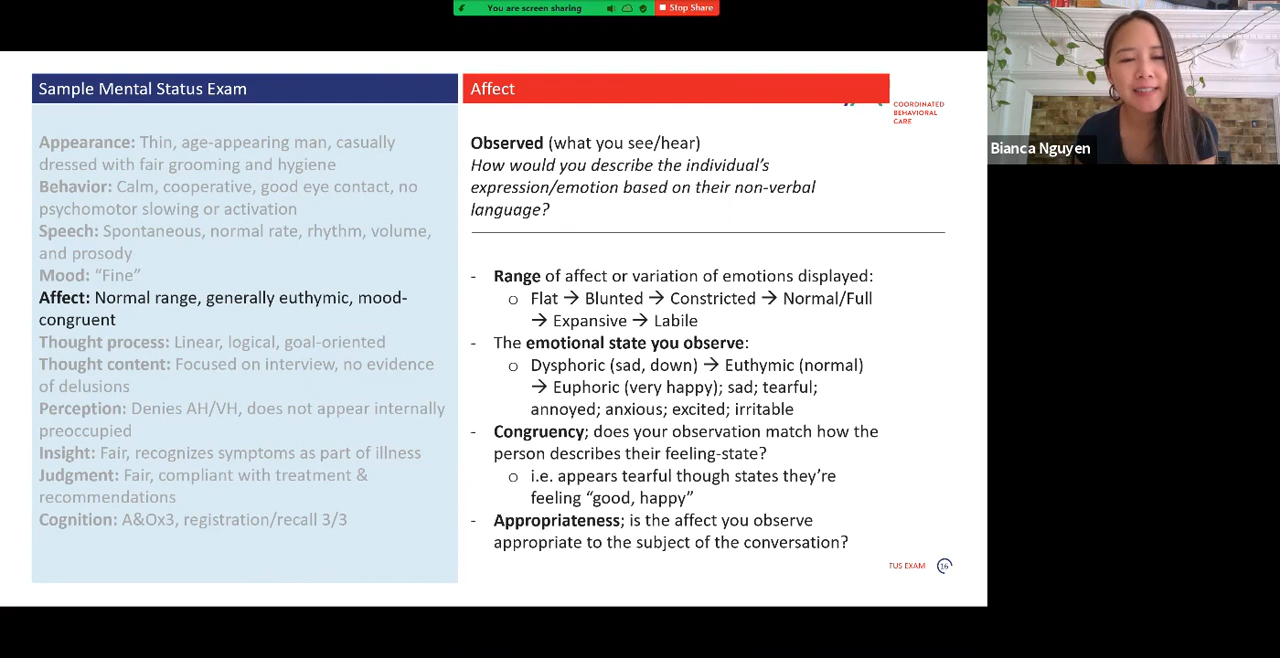 You are screen sharing
Stop Share
Sample Mental Status Exam
Appearance: Thin, age-appearing man, casually
dressed with fair grooming and hygiene
Behavior: Calm, cooperative, good eye contact, no
psychomotor slowing or activation
Speech: Spontaneous, normal rate, rhythm, volume,
and prosody
Mood: “Fine”
Affect: Normal range, generally euthymic, mood-
congruent
Thought process: Linear, logical, goal-oriented
Thought content: Focused on interview, no evidence
of delusions
Perception: Denies AH/VH, does not appear internally
preoccupied
Insight: Fair, recognizes symptoms as part of illness
Judgment: Fair, compliant with treatment &
recommendations
Cognition: A&Ox3, registration/recall 3/3
Affect
COORDINATED
BEHAVIORAL
CARE
Observed (what you see/hear)
How would you describe the individual’s
expression/emotion based on their non-verbal
language?
- Range of affect or variation of emotions displayed:
o Flat → Blunted → Constricted → Normal/Full
→ Expansive → Labile
- The emotional state you observe:
o Dysphoric (sad, down) → Euthymic (normal)
→ Euphoric (very happy); sad; tearful;
annoyed; anxious; excited; irritable
- Congruency; does your observation match how the
person describes their feeling-state?
o i.e. appears tearful though states they’re
feeling “good, happy”
- Appropriateness; is the affect you observe
appropriate to the subject of the conversation?
TUS EXAM 16
Bianca Nguyen